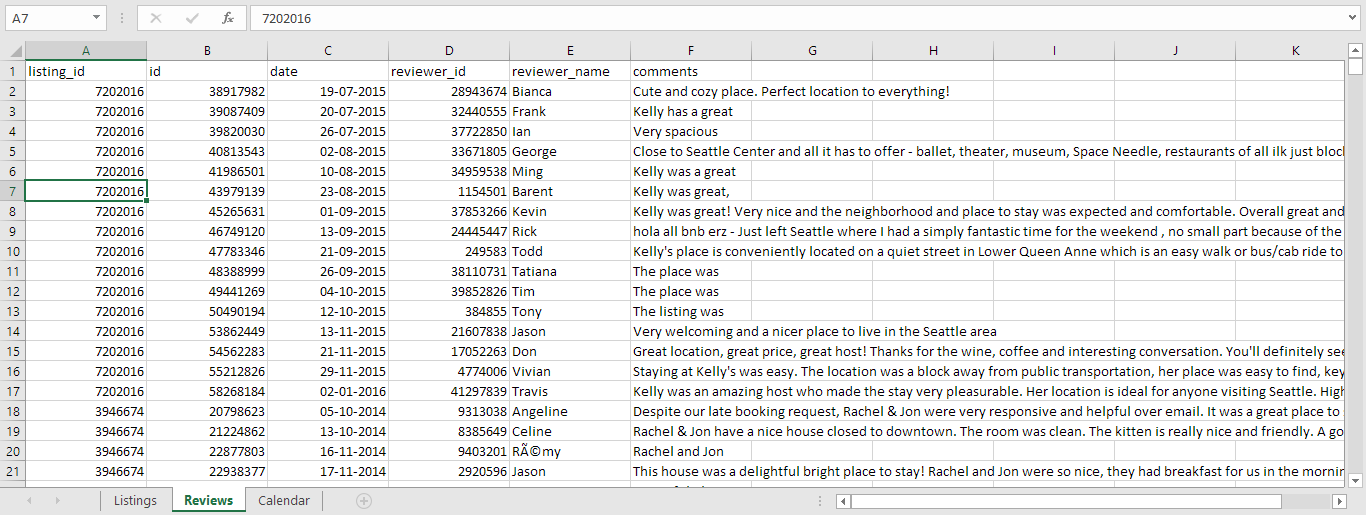 A7 fx 7202016
A B C D E F G H I J K
1 listing_id id date reviewer_id reviewer_name comments
2 7202016 38917982 19-07-2015 28943674 Bianca Cute and cozy place. Perfect location to everything!
3 7202016 39087409 20-07-2015 32440555 Frank Kelly has a great
4 7202016 39820030 26-07-2015 37722850 Ian Very spacious
5 7202016 40813543 02-08-2015 33671805 George Close to Seattle Center and all it has to offer - ballet, theater, museum, Space Needle, restaurants of all ilk just bloc
6 7202016 41986501 10-08-2015 34959538 Ming Kelly was a great
7 7202016 43979139 23-08-2015 1154501 Barent Kelly was great,
8 7202016 45265631 01-09-2015 37853266 Kevin Kelly was great! Very nice and the neighborhood and place to stay was expected and comfortable. Overall great and
9 7202016 46749120 13-09-2015 24445447 Rick hola all bnb erz - Just left Seattle where I had a simply fantastic time for the weekend , no small part because of the
10 7202016 47783346 21-09-2015 249583 Todd Kelly's place is conveniently located on a quiet street in Lower Queen Anne which is an easy walk or bus/cab ride to
11 7202016 48388999 26-09-2015 38110731 Tatiana The place was
12 7202016 49441269 04-10-2015 39852826 Tim The place was
13 7202016 50490194 12-10-2015 384855 Tony The listing was
14 7202016 53862449 13-11-2015 21607838 Jason Very welcoming and a nicer place to live in the Seattle area
15 7202016 54562283 21-11-2015 17052263 Don Great location, great price, great host! Thanks for the wine, coffee and interesting conversation. You'll definitely see
16 7202016 55212826 29-11-2015 4774006 Vivian Staying at Kelly's was easy. The location was a block away from public transportation, her place was easy to find, key
17 7202016 58268184 02-01-2016 41297839 Travis Kelly was an amazing host who made the stay very pleasurable. Her location is ideal for anyone visiting Seattle. High
18 3946674 20798623 05-10-2014 9313038 Angeline Despite our late booking request, Rachel & Jon were very responsive and helpful over email. It was a great place to
19 3946674 21224862 13-10-2014 8385649 Celine Rachel & Jon have a nice house closed to downtown. The room was clean. The kitten is really nice and friendly. A go
20 3946674 22877803 16-11-2014 9403201 RÃ©my Rachel and Jon
21 3946674 22938377 17-11-2014 2920596 Jason This house was a delightful bright place to stay! Rachel and Jon were so nice, they had breakfast for us in the mornin
Listings Reviews Calendar